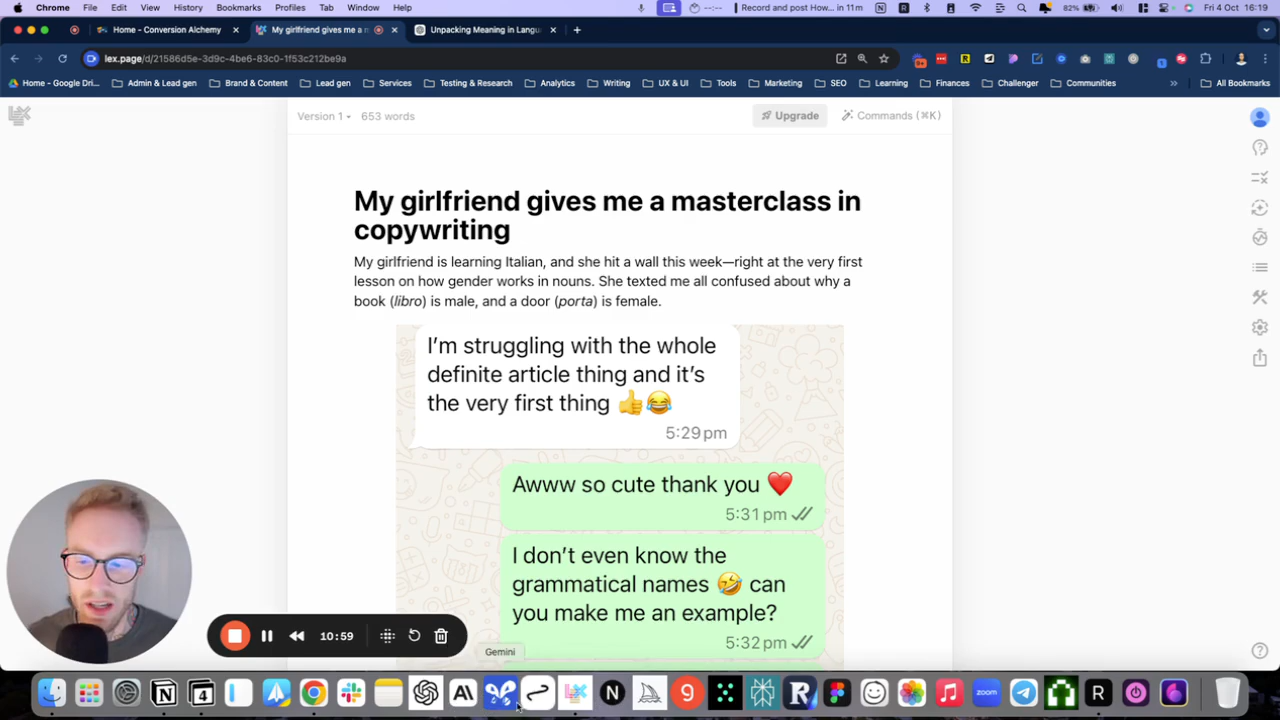 Chrome File Edit View History Bookmarks Profiles Tab Window Help --:-- Record and post How... in 11 m 82% Fri 4 Oct 16:19
Home - Conversion Alchemy My girlfriend gives me a m Unpacking Meaning in Langu
lex.page/d/21586d5e-3d9c-4be6-83c0-1f53c212be9a
Home – Google Dri... Admin & Lead gen Brand & Content Lead gen Services Testing & Research Analytics Writing UX & UI Tools Marketing SEO Learning Finances Challenger Communities » All Bookmarks
Version 1 653 words Upgrade Commands (⌘K)
My girlfriend gives me a masterclass in
copywriting
My girlfriend is learning Italian, and she hit a wall this week—right at the very first
lesson on how gender works in nouns. She texted me all confused about why a
book (libro) is male, and a door (porta) is female.
I'm struggling with the whole
definite article thing and it's
the very first thing 👍😂
5:29 pm
Awww so cute thank you ❤️
5:31 pm
I don't even know the
grammatical names 🤣 can
you make me an example?
5:32 pm
10:59
Gemini
4
9
zoom